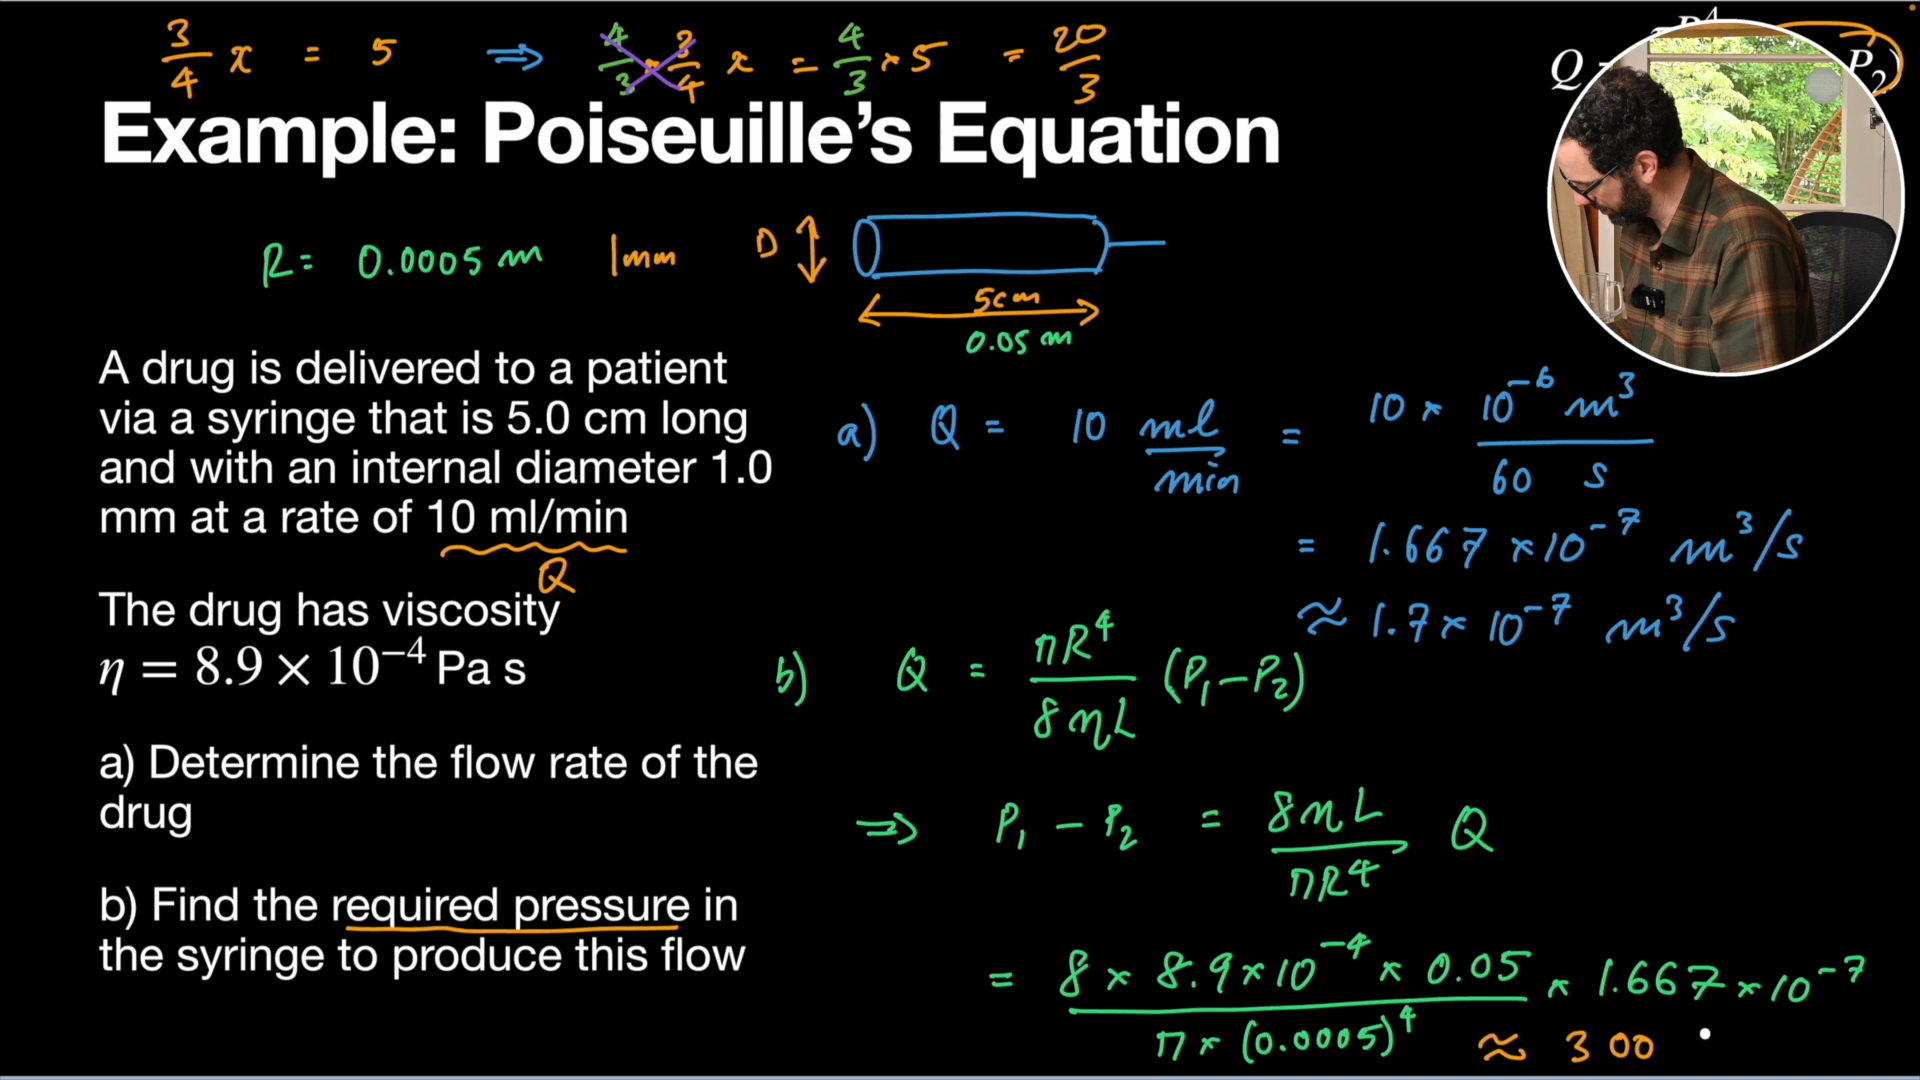 3/4 x = 5 ⇒ 4/3 · 3/4 x = 4/3 × 5 = 20/3
Q P₂)
Example: Poiseuille’s Equation
R = 0.0005 m 1mm D
5cm
0.05 m
A drug is delivered to a patient
via a syringe that is 5.0 cm long
and with an internal diameter 1.0
mm at a rate of 10 ml/min
Q
The drug has viscosity
η = 8.9 × 10⁻⁴ Pa s
a) Determine the flow rate of the
drug
b) Find the required pressure in
the syringe to produce this flow
a) Q = 10 ml/min = 10 × 10⁻⁶ m³ / 60 s
= 1.667 × 10⁻⁷ m³/s
≈ 1.7 × 10⁻⁷ m³/s
b) Q = πR⁴ / 8ηL (P₁ – P₂)
⇒ P₁ – P₂ = 8ηL / πR⁴ Q
= 8 × 8.9 × 10⁻⁴ × 0.05 / π × (0.0005)⁴ × 1.667 × 10⁻⁷
≈ 300